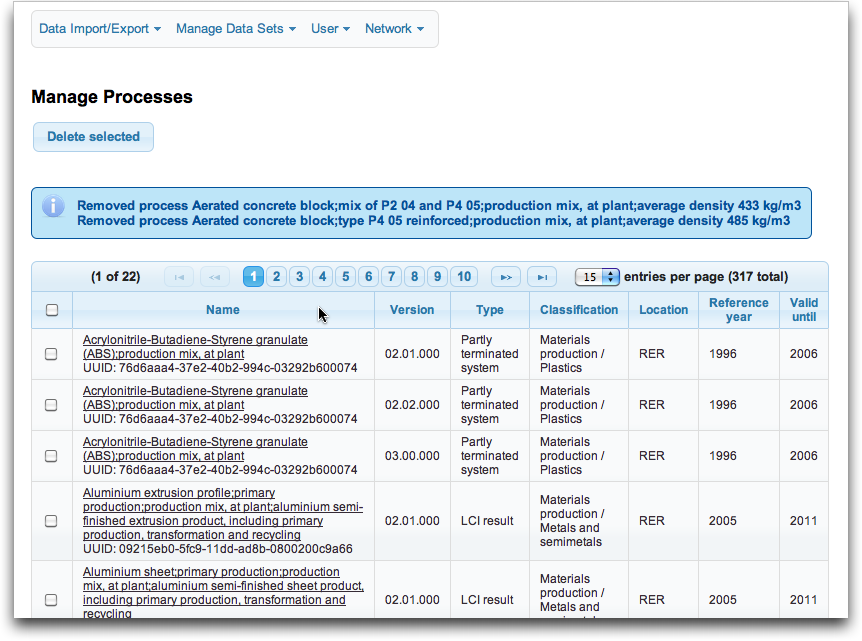 Data Import/Export Manage Data Sets User Network
Manage Processes
Delete selected
Removed process Aerated concrete block;mix of P2 04 and P4 05;production mix, at plant;average density 433 kg/m3
Removed process Aerated concrete block;type P4 05 reinforced;production mix, at plant;average density 485 kg/m3
(1 of 22) 1 2 3 4 5 6 7 8 9 10 15 entries per page (317 total)
Name Version Type Classification Location Reference year Valid until
Acrylonitrile-Butadiene-Styrene granulate
(ABS);production mix, at plant
UUID: 76d6aaa4-37e2-40b2-994c-03292b600074
02.01.000
Partly
terminated
system
Materials
production /
Plastics
RER
1996
2006
Acrylonitrile-Butadiene-Styrene granulate
(ABS);production mix, at plant
UUID: 76d6aaa4-37e2-40b2-994c-03292b600074
02.02.000
Partly
terminated
system
Materials
production /
Plastics
RER
1996
2006
Acrylonitrile-Butadiene-Styrene granulate
(ABS);production mix, at plant
UUID: 76d6aaa4-37e2-40b2-994c-03292b600074
03.00.000
Partly
terminated
system
Materials
production /
Plastics
RER
1996
2006
Aluminium extrusion profile;primary
production;production mix, at plant;aluminium semi-
finished extrusion product, including primary
production, transformation and recycling
UUID: 09215eb0-5fc9-11dd-ad8b-0800200c9a66
02.01.000
LCI result
Materials
production /
Metals and
semimetals
RER
2005
2011
Aluminium sheet;primary production;production
mix, at plant;aluminium semi-finished sheet product,
including primary production, transformation and
recycling
02.01.000
LCI result
Materials
production /
Metals and
RER
2005
2011